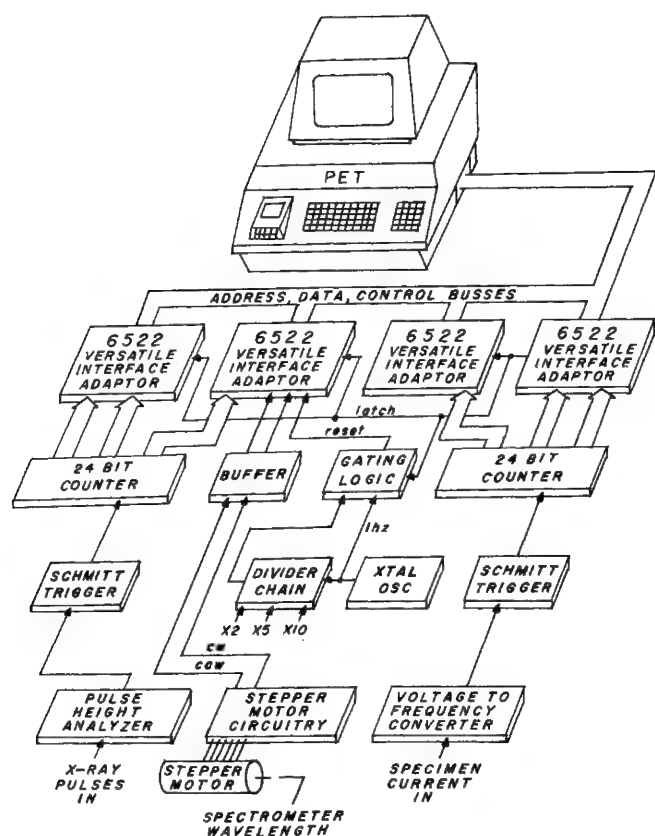 PET
ADDRESS, DATA, CONTROL BUSSES
6522
VERSATILE
INTERFACE
ADAPTOR
6522
VERSATILE
INTERFACE
ADAPTOR
6522
VERSATILE
INTERFACE
ADAPTOR
6522
VERSATILE
INTERFACE
ADAPTOR
latch
reset
24 BIT
COUNTER
BUFFER
GATING
LOGIC
24 BIT
COUNTER
1hz
SCHMITT
TRIGGER
DIVIDER
CHAIN
XTAL
OSC
SCHMITT
TRIGGER
X2 X5 X10
cw
ccw
PULSE
HEIGHT
ANALYZER
STEPPER
MOTOR
CIRCUITRY
VOLTAGE TO
FREQUENCY
CONVERTER
X-RAY
PULSES
IN
STEPPER
MOTOR
SPECIMEN
CURRENT
IN
SPECTROMETER
WAVELENGTH